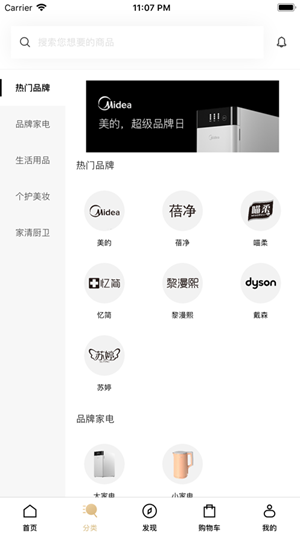 Carrier
11:07 PM
搜索您想要的商品
热门品牌
品牌家电
生活用品
个护美妆
家清厨卫
Midea
美的，超级品牌日
热门品牌
Midea
蓓净
喵柔
美的
蓓净
喵柔
忆简
黎漫熙
dyson
忆简
黎漫熙
戴森
苏婷
苏婷
品牌家电
大家电
小家电
首页
分类
发现
购物车
我的